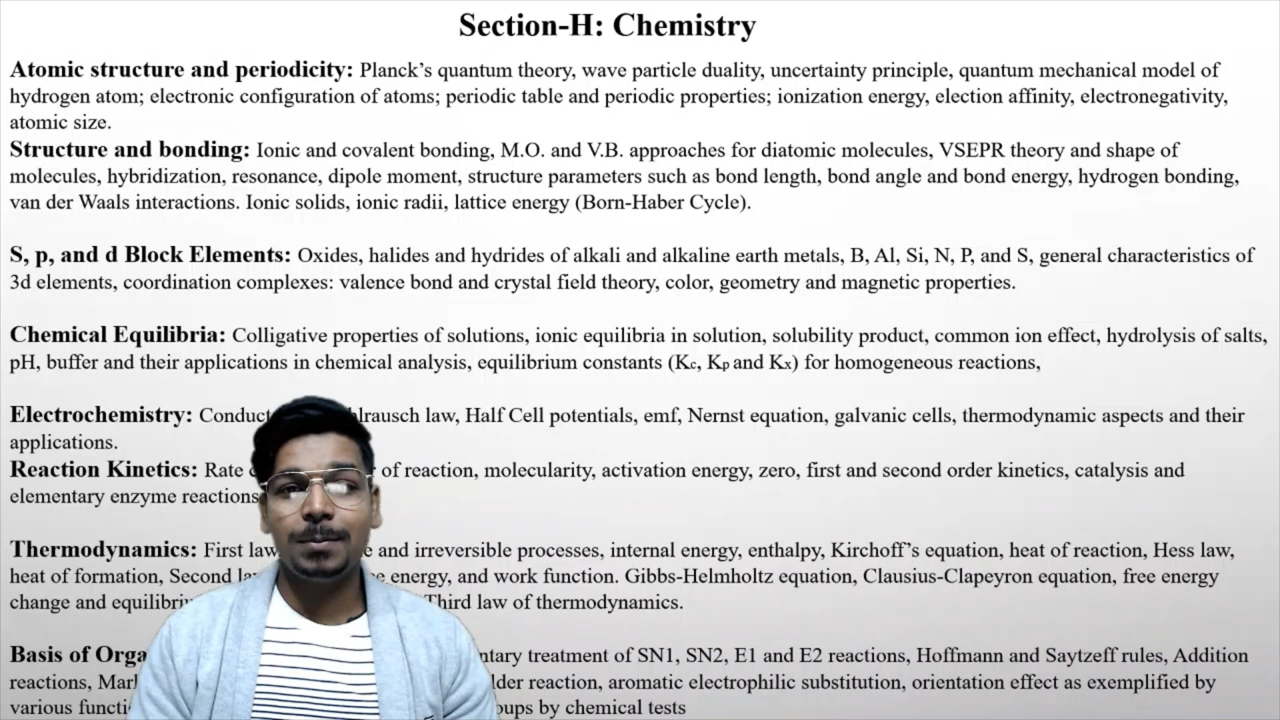 Section-H: Chemistry
Atomic structure and periodicity: Planck's quantum theory, wave particle duality, uncertainty principle, quantum mechanical model of
hydrogen atom; electronic configuration of atoms; periodic table and periodic properties; ionization energy, election affinity, electronegativity,
atomic size.
Structure and bonding: Ionic and covalent bonding, M.O. and V.B. approaches for diatomic molecules, VSEPR theory and shape of
molecules, hybridization, resonance, dipole moment, structure parameters such as bond length, bond angle and bond energy, hydrogen bonding,
van der Waals interactions. Ionic solids, ionic radii, lattice energy (Born-Haber Cycle).
S, p, and d Block Elements: Oxides, halides and hydrides of alkali and alkaline earth metals, B, Al, Si, N, P, and S, general characteristics of
3d elements, coordination complexes: valence bond and crystal field theory, color, geometry and magnetic properties.
Chemical Equilibria: Colligative properties of solutions, ionic equilibria in solution, solubility product, common ion effect, hydrolysis of salts,
pH, buffer and their applications in chemical analysis, equilibrium constants (Kc, Kp and Kx) for homogeneous reactions,
Electrochemistry: law, Half Cell potentials, emf, Nernst equation, galvanic cells, thermodynamic aspects and their
applications.
Reaction Kinetics: Rate of reaction, molecularity, activation energy, zero, first and second order kinetics, catalysis and
elementary enzyme reactions
Thermodynamics: First law and irreversible processes, internal energy, enthalpy, Kirchoff's equation, heat of reaction, Hess law,
heat of formation, Second energy, and work function. Gibbs-Helmholtz equation, Clausius-Clapeyron equation, free energy
change and Third law of thermodynamics.
Basis of treatment of SN1, SN2, E1 and E2 reactions, Hoffmann and Saytzeff rules, Addition
reactions, reaction, aromatic electrophilic substitution, orientation effect as exemplified by
various by chemical tests